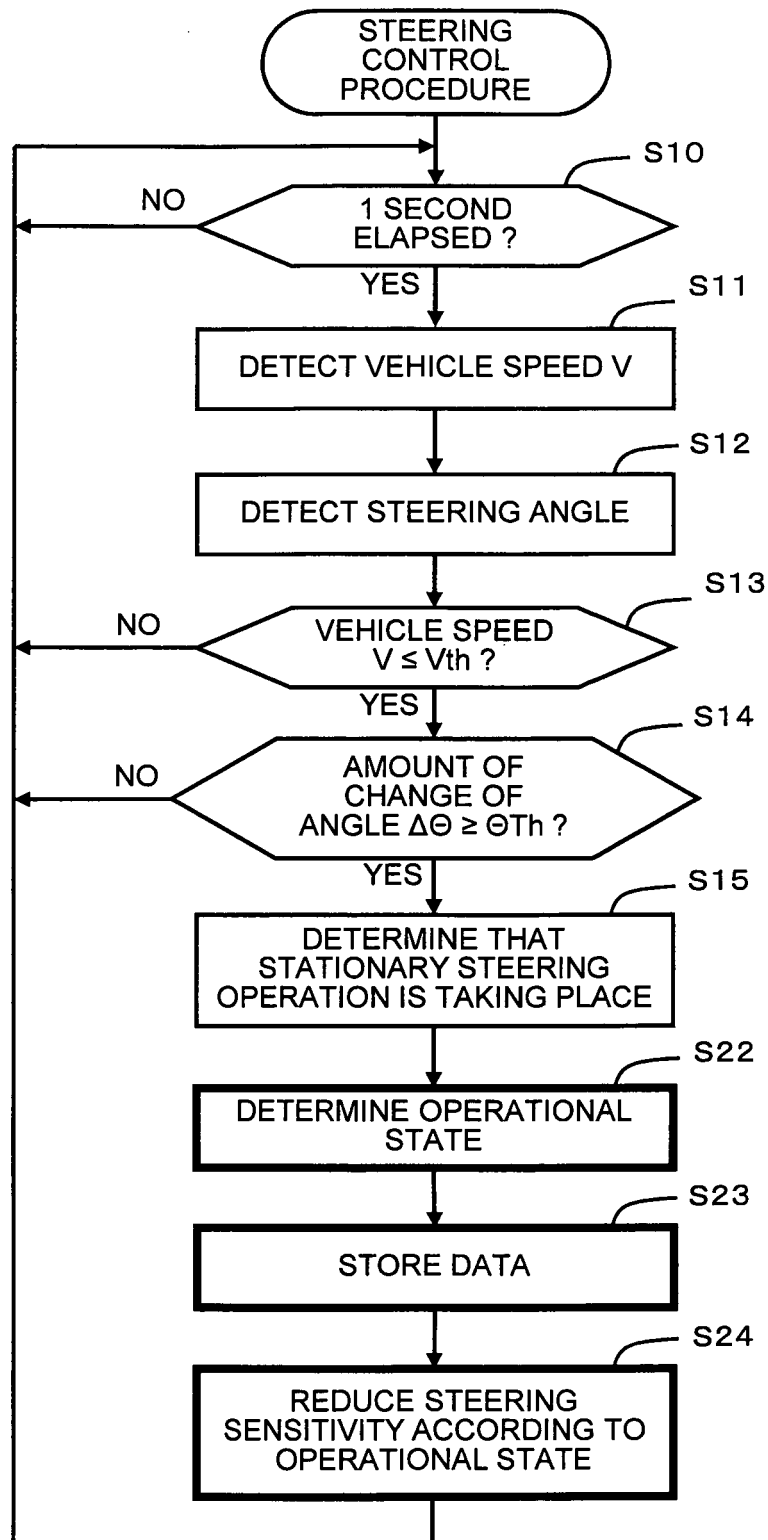 STEERING
CONTROL
PROCEDURE
S10
NO
1 SECOND
ELAPSED ?
YES
S11
DETECT VEHICLE SPEED V
S12
DETECT STEERING ANGLE
S13
NO
VEHICLE SPEED
V ≤ Vth ?
YES
S14
NO
AMOUNT OF
CHANGE OF
ANGLE ΔΘ ≥ ΘTh ?
YES
S15
DETERMINE THAT
STATIONARY STEERING
OPERATION IS TAKING PLACE
S22
DETERMINE OPERATIONAL
STATE
S23
STORE DATA
S24
REDUCE STEERING
SENSITIVITY ACCORDING TO
OPERATIONAL STATE